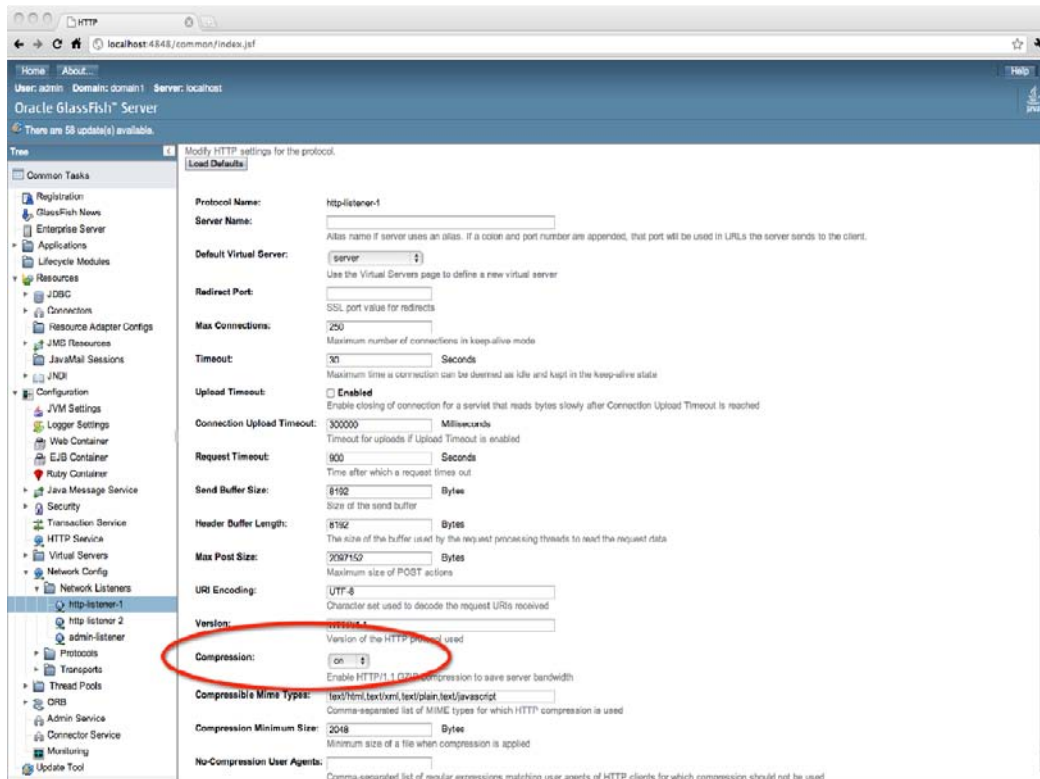 HTTP
localhost:4848/common/index.jsf
Home About... Help
User: admin Domain: domain1 Server: localhost
Oracle GlassFish™ Server
There are 58 update(s) available.
Tree
Common Tasks
Registration
GlassFish News
Enterprise Server
Applications
Lifecycle Modules
Resources
JDBC
Connectors
Resource Adapter Configs
JMS Resources
JavaMail Sessions
JNDI
Configuration
JVM Settings
Logger Settings
Web Container
EJB Container
Ruby Container
Java Message Service
Security
Transaction Service
HTTP Service
Virtual Servers
Network Config
Network Listeners
http-listener-1
http-listener-2
admin-listener
Protocols
Transports
Thread Pools
ORB
Admin Service
Connector Service
Monitoring
Update Tool
Modify HTTP settings for the protocol.
Load Defaults
Protocol Name: http-listener-1
Server Name:
Alias name if server uses an alias. If a colon and port number are appended, that port will be used in URLs the server sends to the client.
Default Virtual Server: server
Use the Virtual Servers page to define a new virtual server
Redirect Port:
SSL port value for redirects
Max Connections: 250
Maximum number of connections in keep-alive mode
Timeout: 30 Seconds
Maximum time a connection can be deemed as idle and kept in the keep-alive state
Upload Timeout: Enabled
Enable closing of connection for a servlet that reads bytes slowly after Connection Upload Timeout is reached
Connection Upload Timeout: 300000 Milliseconds
Timeout for uploads if Upload Timeout is enabled
Request Timeout: 900 Seconds
Time after which a request times out
Send Buffer Size: 8192 Bytes
Size of the send buffer
Header Buffer Length: 8192 Bytes
The size of the buffer used by the request processing threads to read the request data
Max Post Size: 2097152 Bytes
Maximum size of POST actions
URI Encoding: UTF-8
Character set used to decode the request URIs received
Version:
Version of the HTTP protocol used
Compression: on
Enable HTTP/1.1 GZIP compression to save server bandwidth
Compressible Mime Types: text/html,text/xml,text/plain,text/javascript
Comma-separated list of MIME types for which HTTP compression is used
Compression Minimum Size: 2048 Bytes
Minimum size of a file when compression is applied
No-Compression User Agents:
Comma-separated list of regular expressions matching user agents of HTTP clients for which compression should not be used